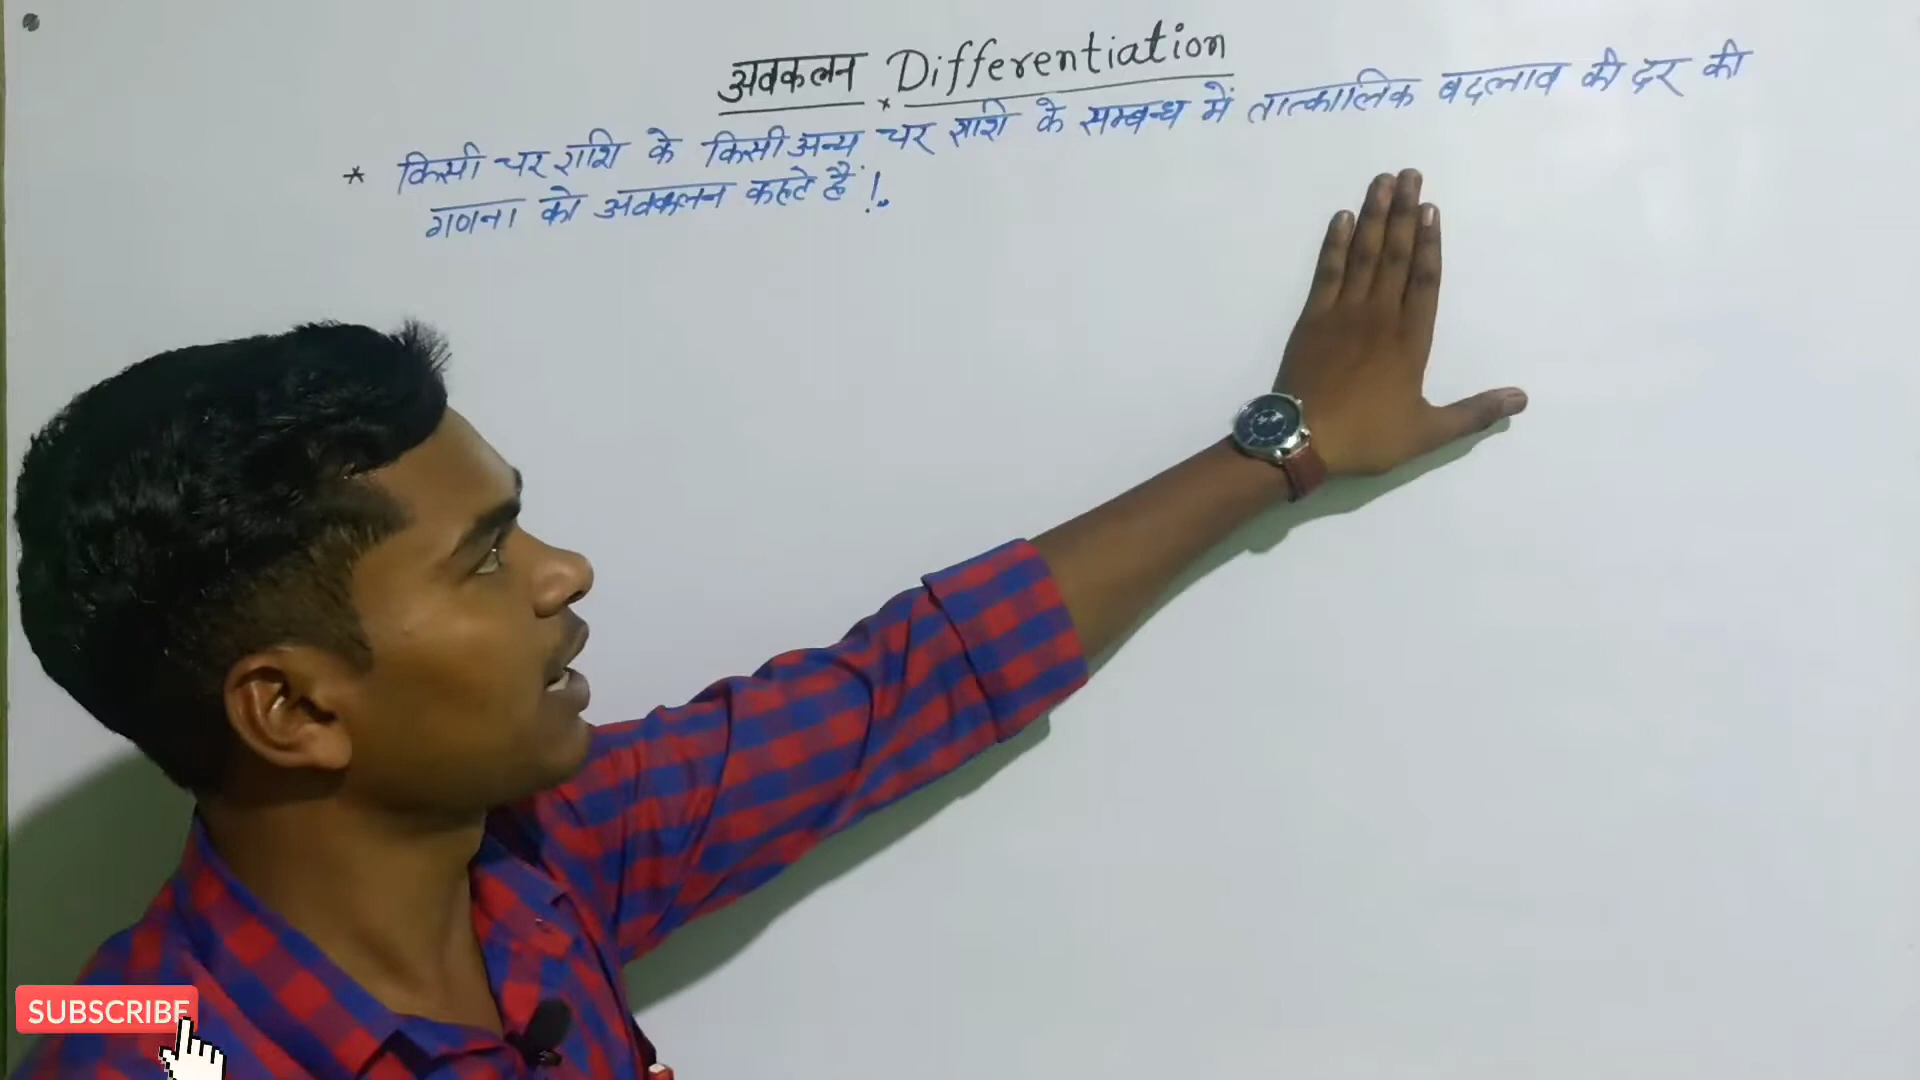 अवकलन Differentiation
* किसी चर राशि के किसी अन्य चर राशि के सम्बन्ध में तात्कालिक बदलाव की दर की
गणना को अवकलन कहते हैं !.
SUBSCRIBE